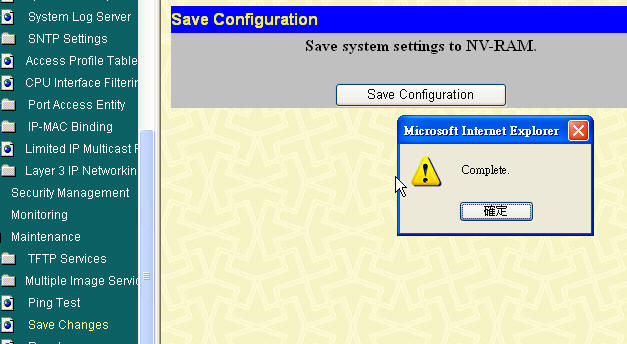 System Log Server
SNTP Settings
Access Profile Table
CPU Interface Filterin
Port Access Entity
IP-MAC Binding
Limited IP Multicast
Layer 3 IP Networkin
Security Management
Monitoring
Maintenance
TFTP Services
Multiple Image Servic
Ping Test
Save Changes
Save Configuration
Save system settings to NV-RAM.
Save Configuration
Microsoft Internet Explorer
Complete.
確定